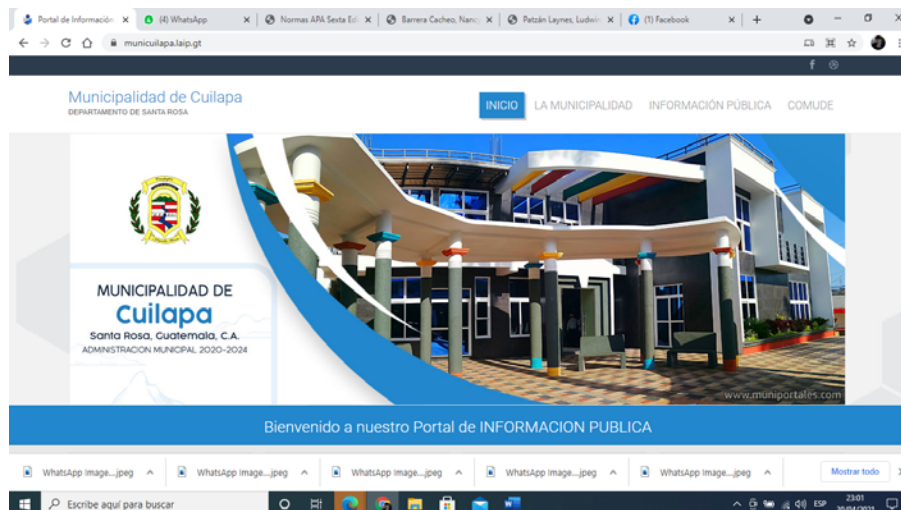 Portal de Información
(4) WhatsApp
Normas APA Sexta Edi
Barrera Cacheo, Nancy
Patzán Laynes, Ludwin
(1) Facebook
municuilapa.laip.gt
Municipalidad de Cuilapa
DEPARTAMENTO DE SANTA ROSA
INICIO
LA MUNICIPALIDAD
INFORMACIÓN PÚBLICA
COMUDE
MUNICIPALIDAD DE
Cuilapa
Santa Rosa, Guatemala, C.A.
ADMINISTRACION MUNICIPAL 2020-2024
www.muniportales.com
Bienvenido a nuestro Portal de INFORMACION PUBLICA
WhatsApp Image....jpeg
WhatsApp Image....jpeg
WhatsApp Image....jpeg
WhatsApp Image....jpeg
WhatsApp Image....jpeg
Mostrar todo
Escribe aquí para buscar
ESP
23:01